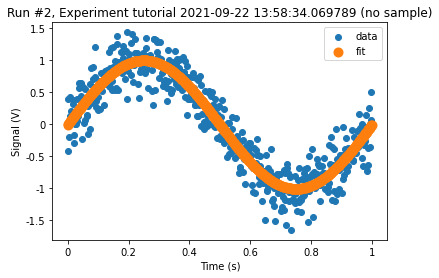 Run #2, Experiment tutorial 2021-09-22 13:58:34.069789 (no sample)
data
fit
Signal (V)
1.5
1
0.5
0
-0.5
-1
-1.5
0
0.2
0.4
0.6
0.8
1
Time (s)